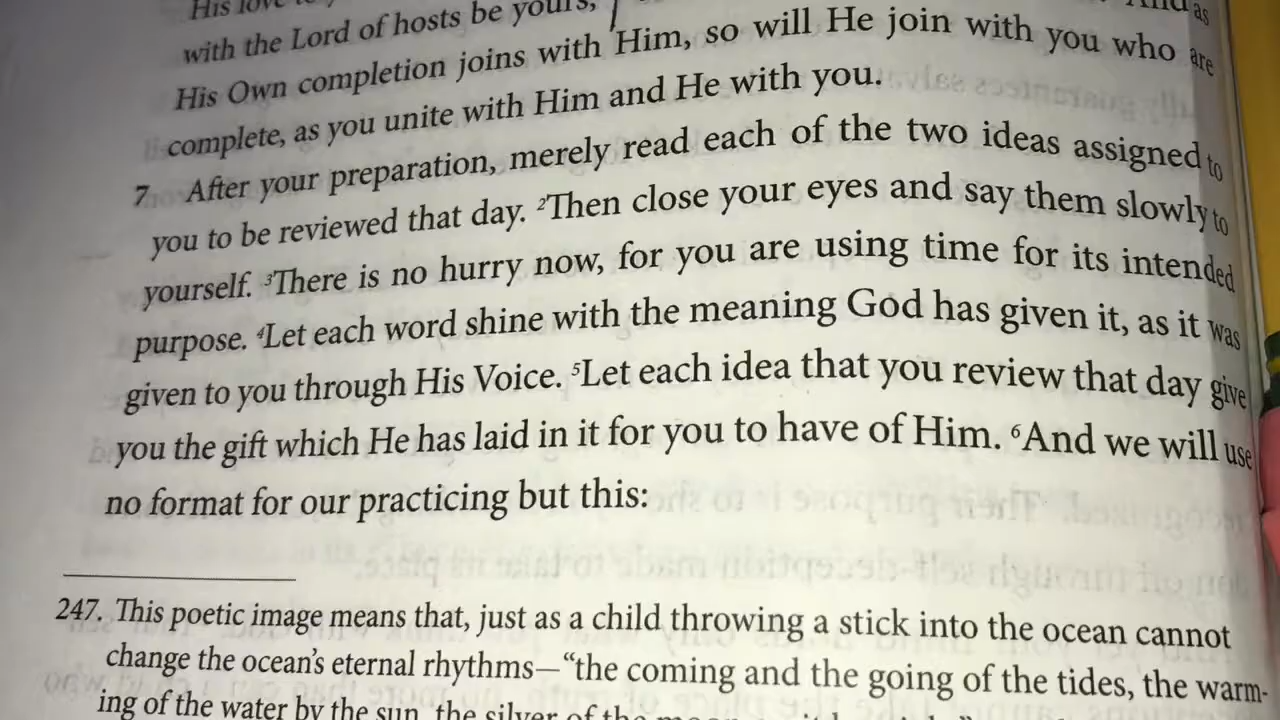 His love
And as
with the Lord of hosts be yours,
His Own completion joins with Him, so will He join with you who are
complete, as you unite with Him and He with you.
7 After your preparation, merely read each of the two ideas assigned to
you to be reviewed that day. ²Then close your eyes and say them slowly to
yourself. ³There is no hurry now, for you are using time for its intended
purpose. ⁴Let each word shine with the meaning God has given it, as it was
given to you through His Voice. ⁵Let each idea that you review that day give
you the gift which He has laid in it for you to have of Him. ⁶And we will use
no format for our practicing but this:
247. This poetic image means that, just as a child throwing a stick into the ocean cannot
change the ocean's eternal rhythms—“the coming and the going of the tides, the warm-
ing of the water by the sun, the silver of the